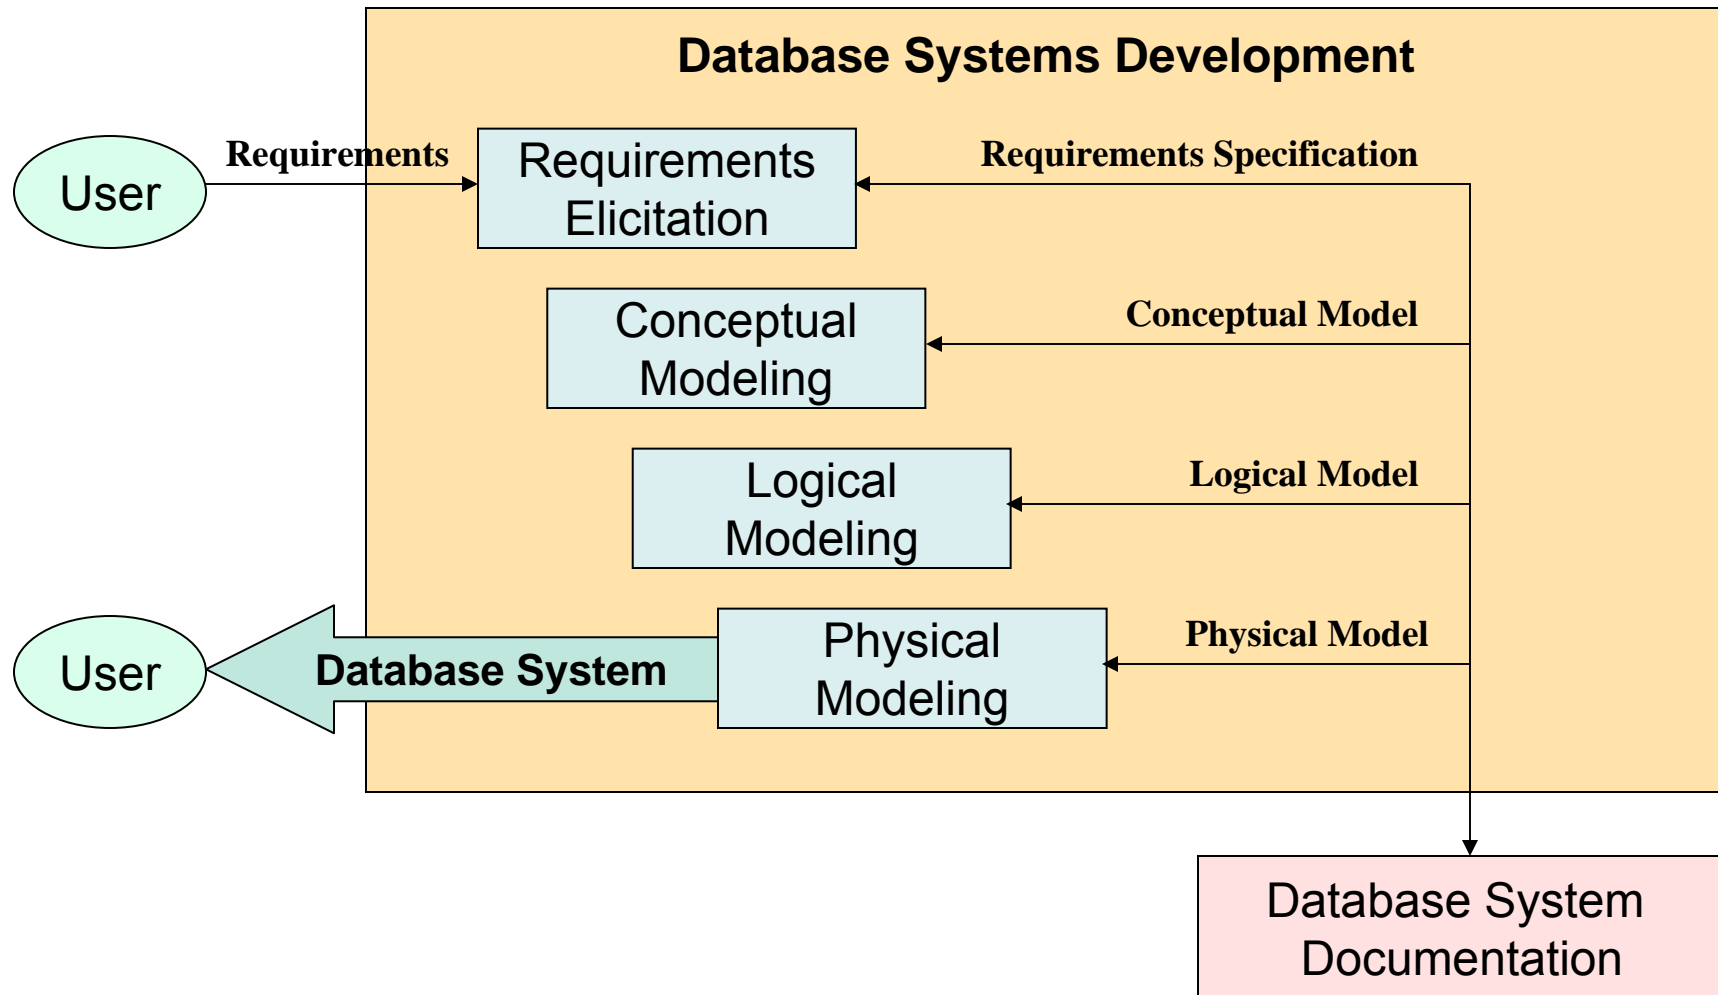 Database Systems Development
User
Requirements
Requirements
Elicitation
Requirements Specification
Conceptual
Modeling
Conceptual Model
Logical
Modeling
Logical Model
User
Database System
Physical
Modeling
Physical Model
Database System
Documentation